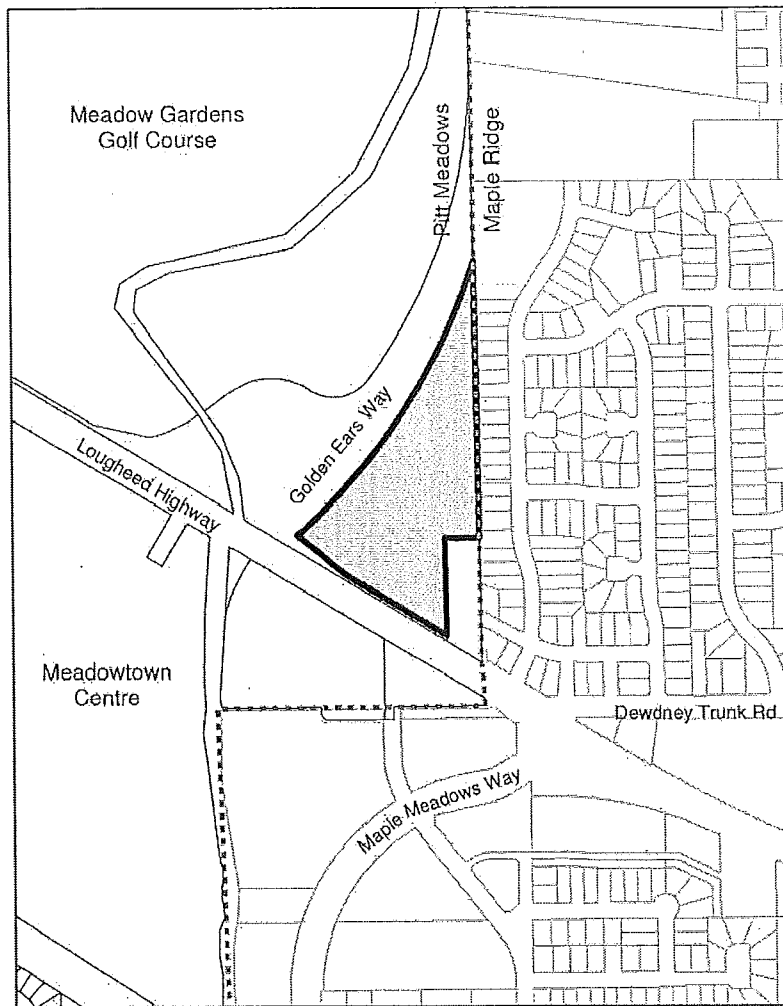 Meadow Gardens
Golf Course
Pitt Meadows
Maple Ridge
Golden Ears Way
Lougheed Highway
Meadowtown
Centre
Dewdney Trunk Rd
Maple Meadows Way